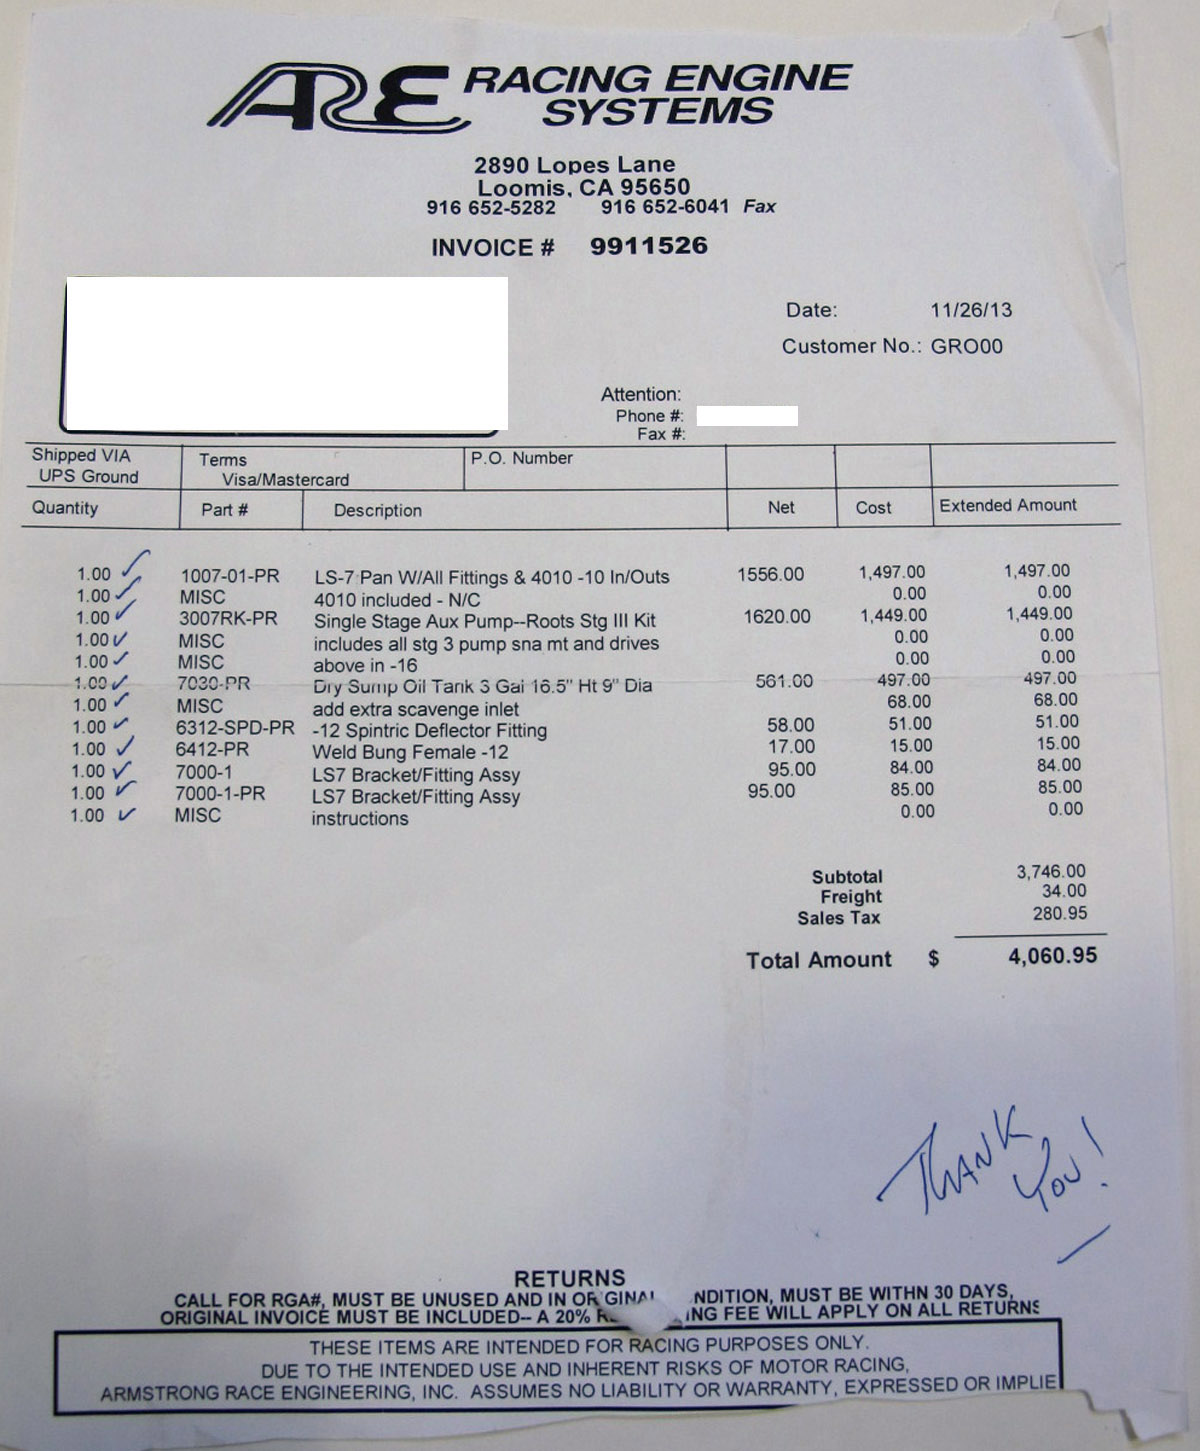 ARE RACING ENGINE
SYSTEMS
2890 Lopes Lane
Loomis, CA 95650
916 652-5282 916 652-6041 Fax
INVOICE # 9911526
Date: 11/26/13
Customer No.: GRO00
Attention:
Phone #:
Fax #:
Shipped VIA Terms P.O. Number
UPS Ground Visa/Mastercard
Quantity Part # Description Net Cost Extended Amount
1.00 1007-01-PR LS-7 Pan W/All Fittings & 4010 -10 In/Outs 1556.00 1,497.00 1,497.00
1.00 MISC 4010 included - N/C 0.00 0.00
1.00 3007RK-PR Single Stage Aux Pump--Roots Stg III Kit 1620.00 1,449.00 1,449.00
1.00 MISC includes all stg 3 pump sna mt and drives 0.00 0.00
1.00 MISC above in -16 0.00 0.00
1.00 7030-PR Dry Sump Oil Tank 3 Gal 16.5" Ht 9" Dia 561.00 497.00 497.00
1.00 MISC add extra scavenge inlet 68.00 68.00
1.00 6312-SPD-PR -12 Spintric Deflector Fitting 58.00 51.00 51.00
1.00 6412-PR Weld Bung Female -12 17.00 15.00 15.00
1.00 7000-1 LS7 Bracket/Fitting Assy 95.00 84.00 84.00
1.00 7000-1-PR LS7 Bracket/Fitting Assy 95.00 85.00 85.00
1.00 MISC instructions 0.00 0.00
Subtotal 3,746.00
Freight 34.00
Sales Tax 280.95
Total Amount $ 4,060.95
THANK
YOU!
RETURNS
CALL FOR RGA#, MUST BE UNUSED AND IN NDITION, MUST BE WITHN 30 DAYS,
ORIGINAL INVOICE MUST BE INCLUDED-- A 20% ING FEE WILL APPLY ON ALL RETURNS
THESE ITEMS ARE INTENDED FOR RACING PURPOSES ONLY.
DUE TO THE INTENDED USE AND INHERENT RISKS OF MOTOR RACING,
ARMSTRONG RACE ENGINEERING, INC. ASSUMES NO LIABILITY OR WARRANTY, EXPRESSED OR IMPLIE